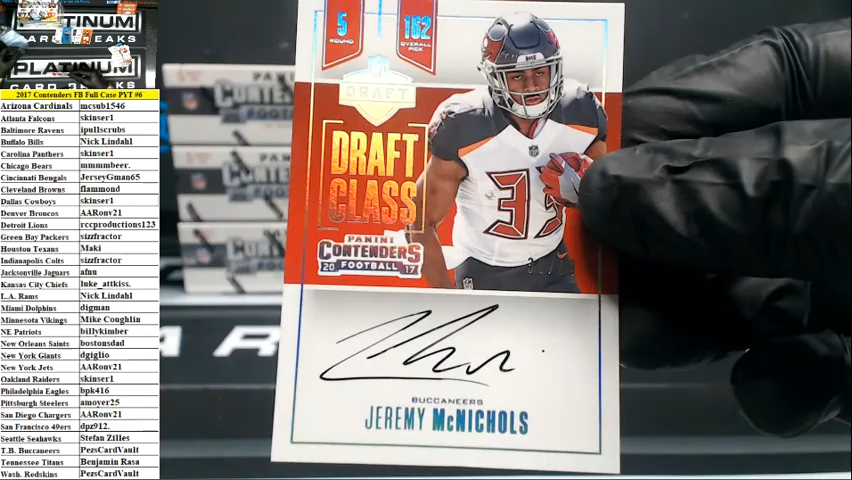 PLATINUM
CARD BREAKS
PLATINUM
CARD BREAKS
2017 Contenders FB Full Case PYT #6
Arizona Cardinals mcsub1546
Atlanta Falcons skinser1
Baltimore Ravens ipullscrubs
Buffalo Bills Nick Lindahl
Carolina Panthers skinser1
Chicago Bears mmmmbeer.
Cincinnati Bengals JerseyGman65
Cleveland Browns flammond
Dallas Cowboys skinser1
Denver Broncos AARonv21
Detroit Lions rccproductions123
Green Bay Packers sizzfractor
Houston Texans Maki
Indianapolis Colts sizzfractor
Jacksonville Jaguars afnu
Kansas City Chiefs luke_attkiss.
L.A. Rams Nick Lindahl
Miami Dolphins digman
Minnesota Vikings Mike Coughlin
NE Patriots billykimber
New Orleans Saints bostonsdad
New York Giants dgiglio
New York Jets AARonv21
Oakland Raiders skinser1
Philadelphia Eagles bpk416
Pittsburgh Steelers amoyer25
San Diego Chargers AARonv21
San Francisco 49ers dpz912.
Seattle Seahawks Stefan Zilles
T.B. Buccaneers PezsCardVault
Tennessee Titans Benjamin Rasa
Wash. Redskins PezsCardVault
5
ROUND
162
OVERALL
PICK
NFL
DRAFT
DRAFT
CLASS
PANINI
CONTENDERS
20 FOOTBALL 17
BUCCANEERS
JEREMY McNICHOLS